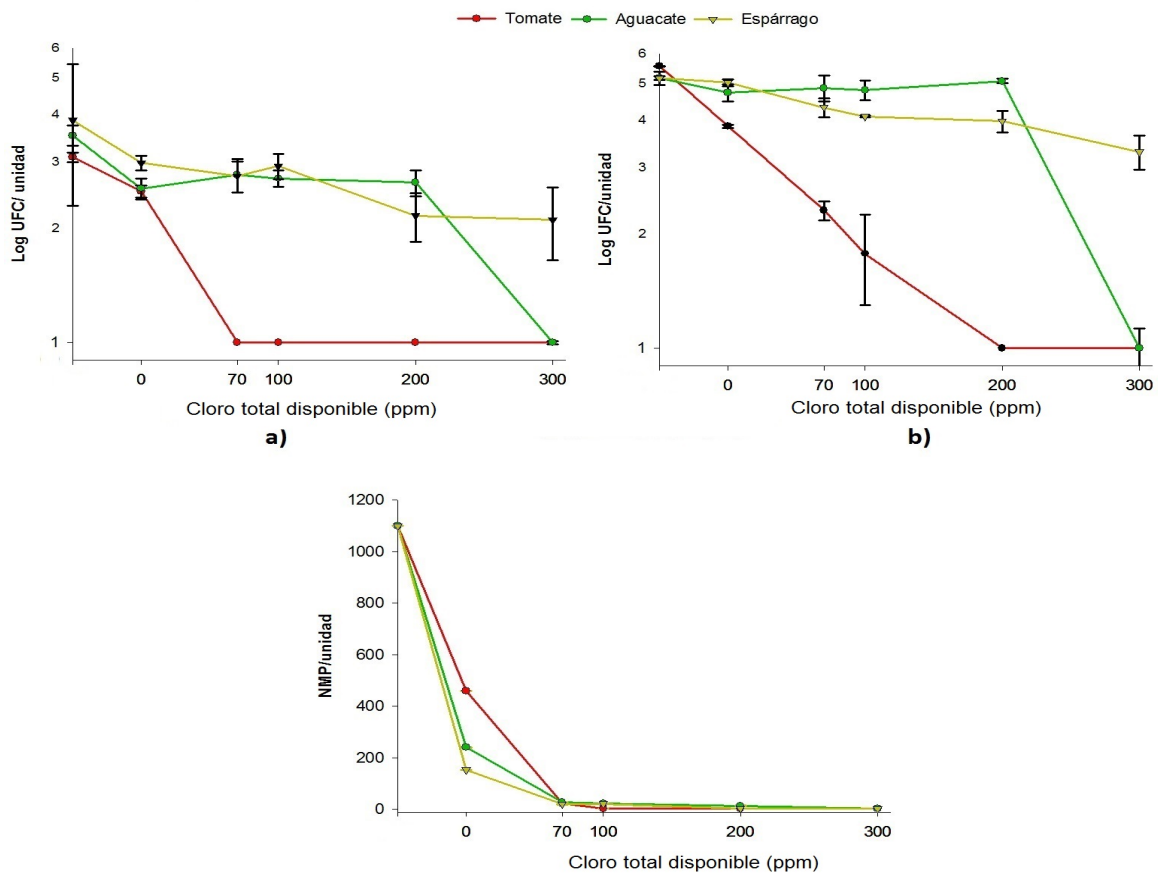 Tomate Aguacate Espárrago
6
5
4
3
2
1
Log UFC/ unidad
0 70 100 200 300
Cloro total disponible (ppm)
a)
6
5
4
3
2
1
Log UFC/unidad
0 70 100 200 300
Cloro total disponible (ppm)
b)
1200
1000
800
600
400
200
0
NMP/unidad
0 70 100 200 300
Cloro total disponible (ppm)